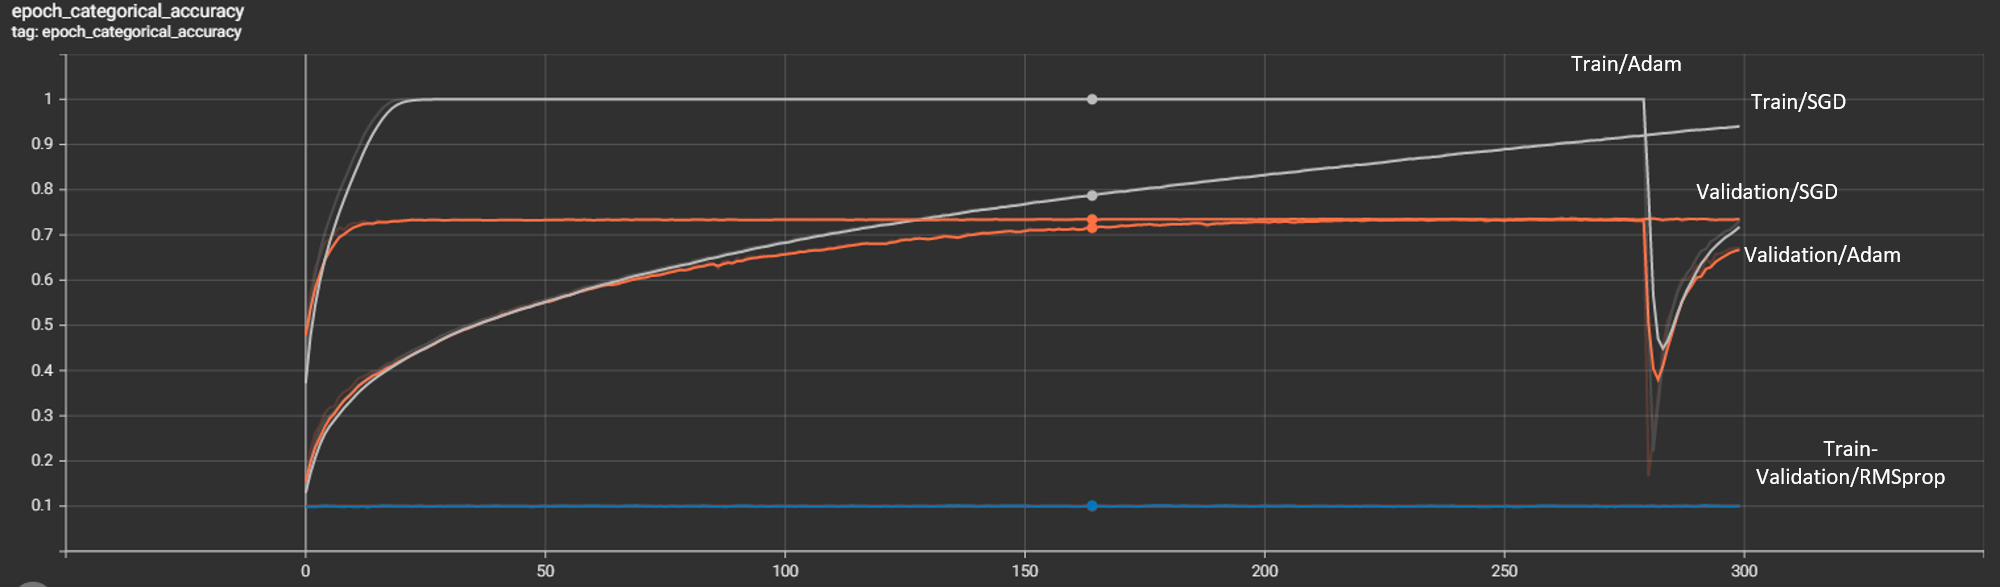 epoch_categorical_accuracy
tag: epoch_categorical_accuracy
Train/Adam
Train/SGD
Validation/SGD
Validation/Adam
Train-
Validation/RMSprop
1
0.9
0.8
0.7
0.6
0.5
0.4
0.3
0.2
0.1
0 50 100 150 200 250 300